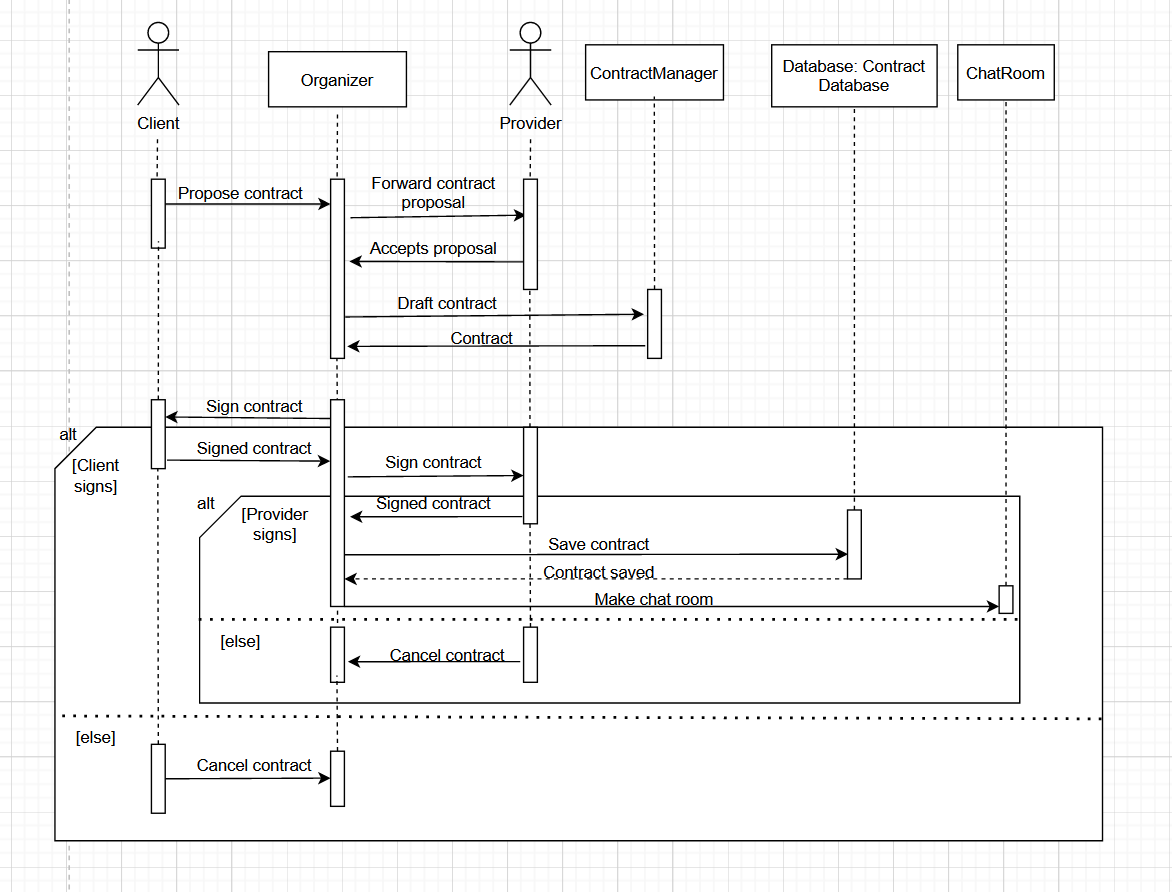 Client
Organizer
Provider
ContractManager
Database: Contract
Database
ChatRoom
Propose contract
Forward contract
proposal
Accepts proposal
Draft contract
Contract
Sign contract
alt
[Client
signs]
Signed contract
Sign contract
alt
[Provider
signs]
Signed contract
Save contract
Contract saved
Make chat room
[else]
Cancel contract
[else]
Cancel contract